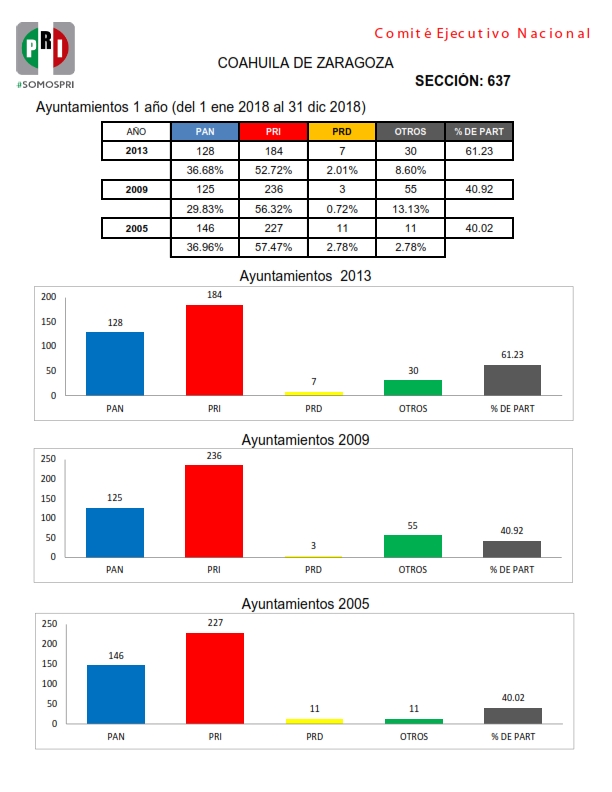 Comité Ejecutivo Nacional
PRI
#SOMOSPRI
COAHUILA DE ZARAGOZA
SECCIÓN: 637
Ayuntamientos 1 año (del 1 ene 2018 al 31 dic 2018)
AÑO PAN PRI PRD OTROS % DE PART
2013 128 184 7 30 61.23
36.68% 52.72% 2.01% 8.60%
2009 125 236 3 55 40.92
29.83% 56.32% 0.72% 13.13%
2005 146 227 11 11 40.02
36.96% 57.47% 2.78% 2.78%
Ayuntamientos 2013
200
150
100
50
0
128 184 7 30 61.23
PAN PRI PRD OTROS % DE PART
Ayuntamientos 2009
250
200
150
100
50
0
125 236 3 55 40.92
PAN PRI PRD OTROS % DE PART
Ayuntamientos 2005
250
200
150
100
50
0
146 227 11 11 40.02
PAN PRI PRD OTROS % DE PART